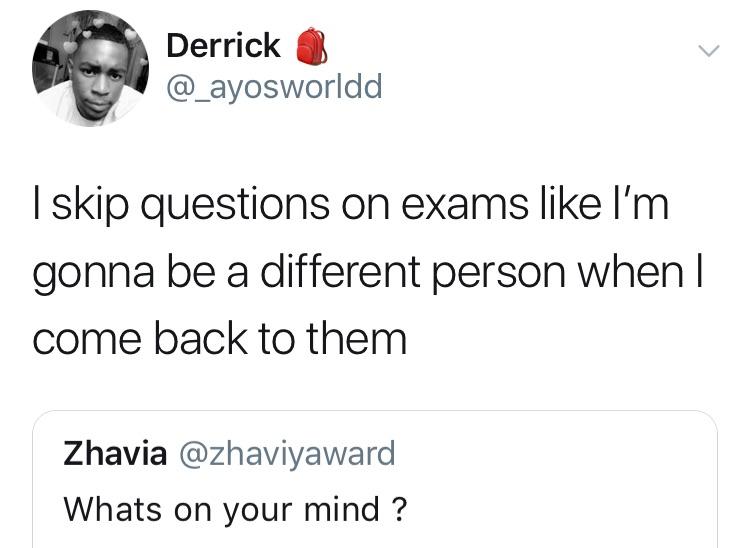 Derrick 🎒
@_ayosworldd
I skip questions on exams like I'm
gonna be a different person when I
come back to them
Zhavia @zhaviyaward
Whats on your mind ?